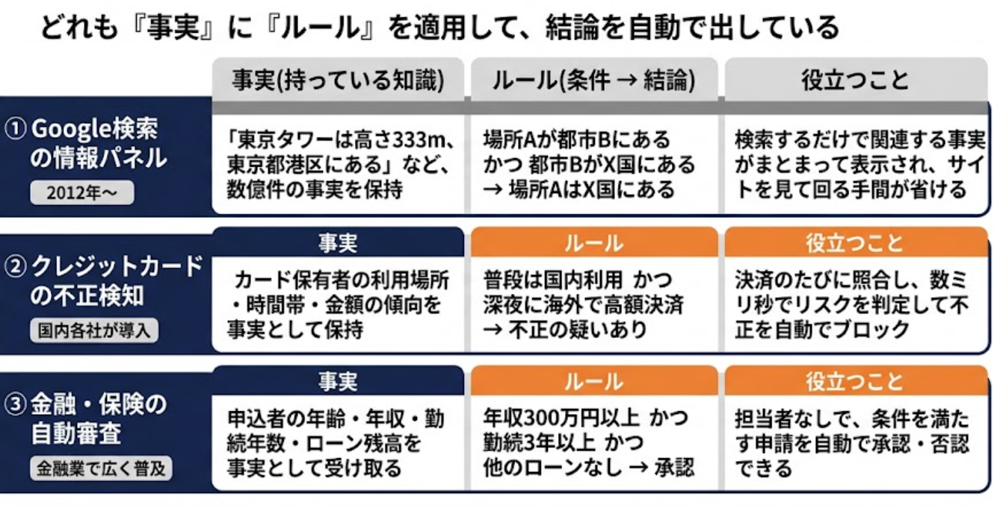 どれも『事実』に『ルール』を適用して、結論を自動で出している
事実(持っている知識)
ルール(条件 → 結論)
役立つこと
① Google検索
の情報パネル
2012年〜
「東京タワーは高さ333m、
東京都港区にある」など、
数億件の事実を保持
場所Aが都市Bにある
かつ 都市BがX国にある
→ 場所AはX国にある
検索するだけで関連する事実
がまとまって表示され、サイ
トを見て回る手間が省ける
② クレジットカード
の不正検知
国内各社が導入
事実
カード保有者の利用場所
・時間帯・金額の傾向を
事実として保持
ルール
普段は国内利用 かつ
深夜に海外で高額決済
→ 不正の疑いあり
役立つこと
決済のたびに照合し、数ミ
リ秒でリスクを判定して不
正を自動でブロック
③ 金融・保険の
自動審査
金融業で広く普及
事実
申込者の年齢・年収・勤
続年数・ローン残高を
事実として受け取る
ルール
年収300万円以上 かつ
勤続3年以上 かつ
他のローンなし → 承認
役立つこと
担当者なしで、条件を満た
す申請を自動で承認・否認
できる